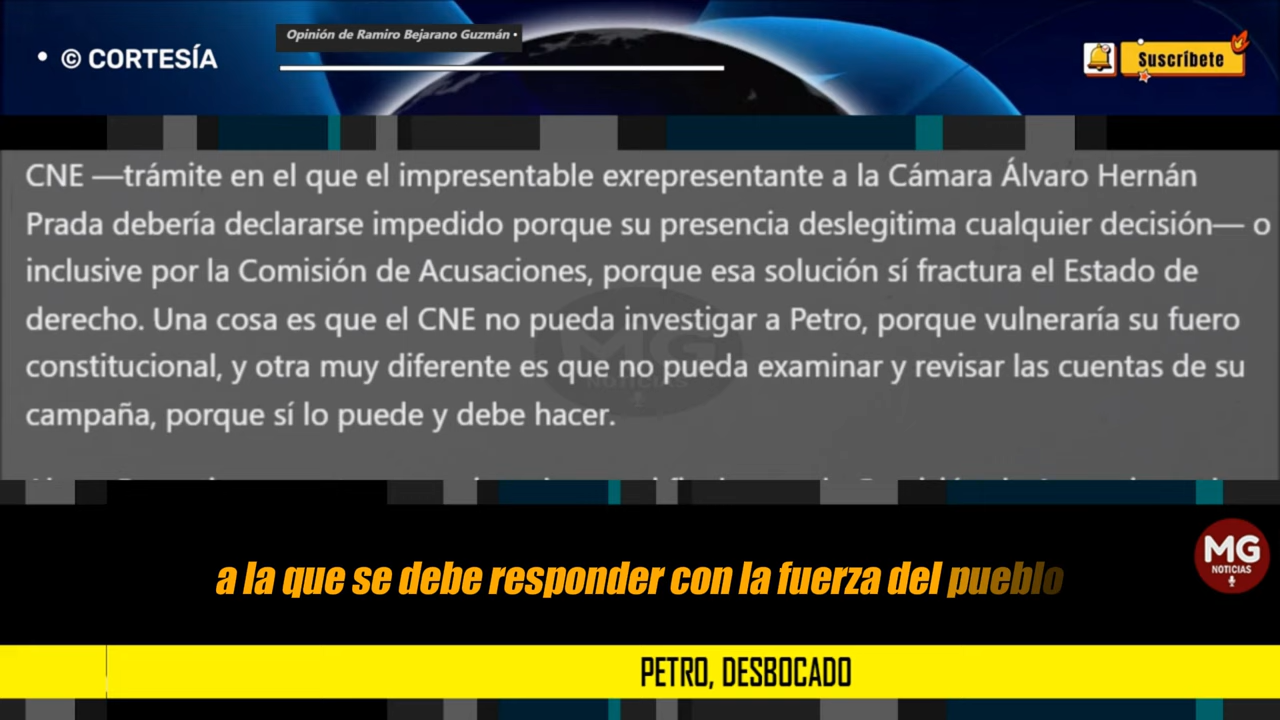 Opinión de Ramiro Bejarano Guzmán •
• © CORTESÍA
Suscríbete
CNE —trámite en el que el impresentable exrepresentante a la Cámara Álvaro Hernán
Prada debería declararse impedido porque su presencia deslegitima cualquier decisión— o
inclusive por la Comisión de Acusaciones, porque esa solución sí fractura el Estado de
derecho. Una cosa es que el CNE no pueda investigar a Petro, porque vulneraría su fuero
constitucional, y otra muy diferente es que no pueda examinar y revisar las cuentas de su
campaña, porque sí lo puede y debe hacer.
MG
NOTICIAS
a la que se debe responder con la fuerza del pueblo
MG
NOTICIAS
PETRO, DESBOCADO